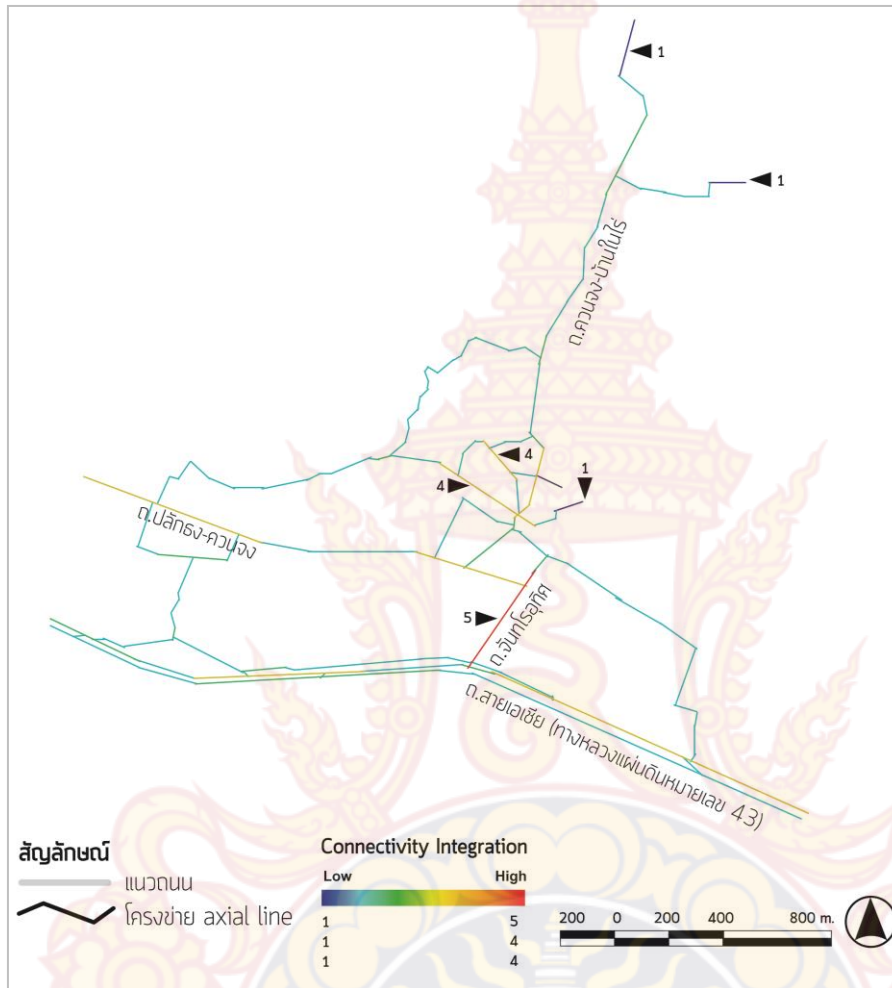 1
1
ถ.ควนจง-บ้านในไร่
4
4
1
ถ.ปลักธง-ควนจง
5
ถ.จันทโรอุทิศ
ถ.สายเอเชีย (ทางหลวงแผ่นดินหมายเลข 43)
สัญลักษณ์
แนวถนน
โครงข่าย axial line
Connectivity Integration
Low High
1 5
1 4
1 4
200 0 200 400 800 m.